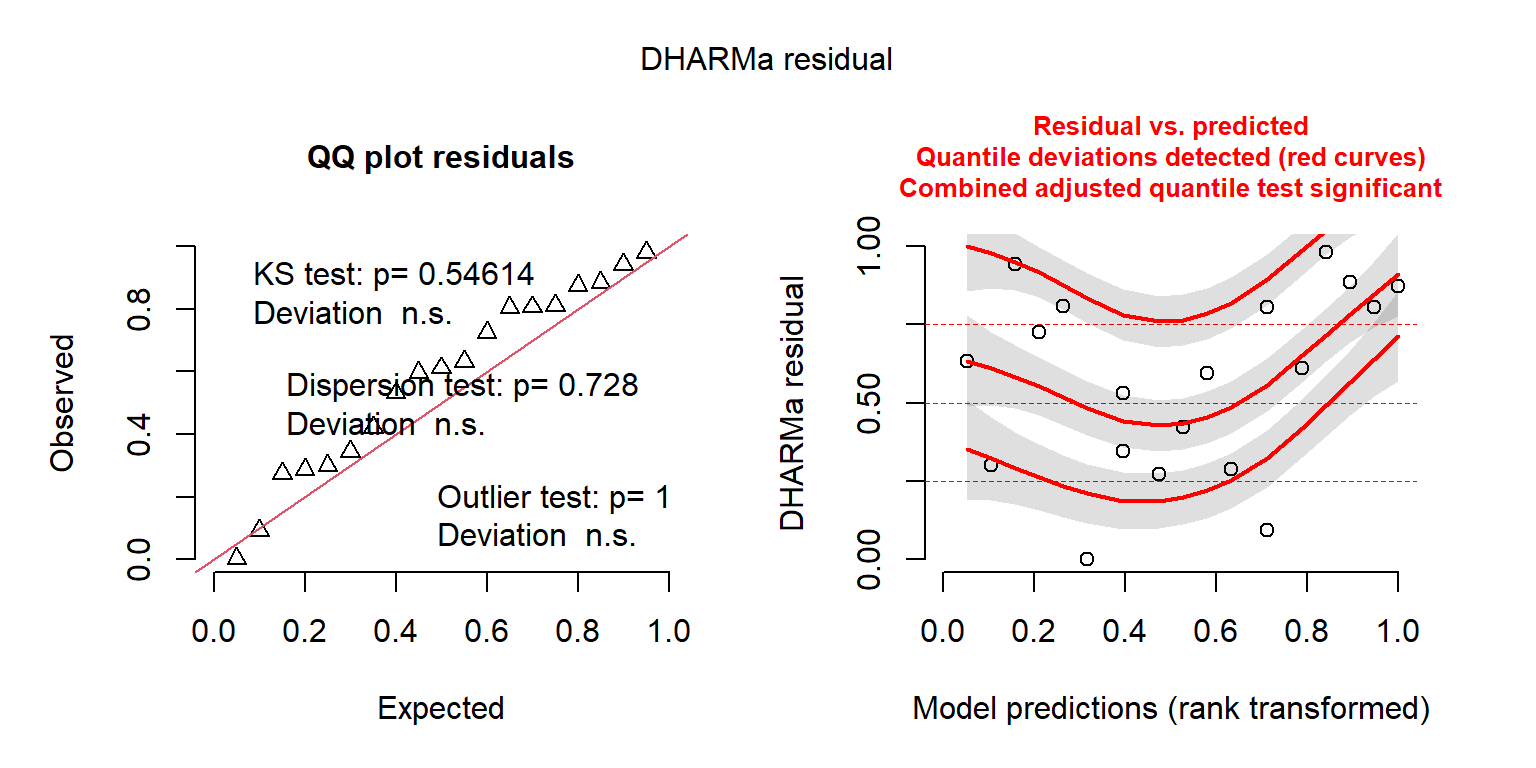 DHARMa residual
QQ plot residuals
KS test: p= 0.54614
Deviation  n.s.
Dispersion test: p= 0.728
Deviation  n.s.
Outlier test: p= 1
Deviation  n.s.
Observed
0.0
0.4
0.8
0.0 0.2 0.4 0.6 0.8 1.0
Expected
Residual vs. predicted
Quantile deviations detected (red curves)
Combined adjusted quantile test significant
DHARMa residual
0.00
0.50
1.00
0.0 0.2 0.4 0.6 0.8 1.0
Model predictions (rank transformed)